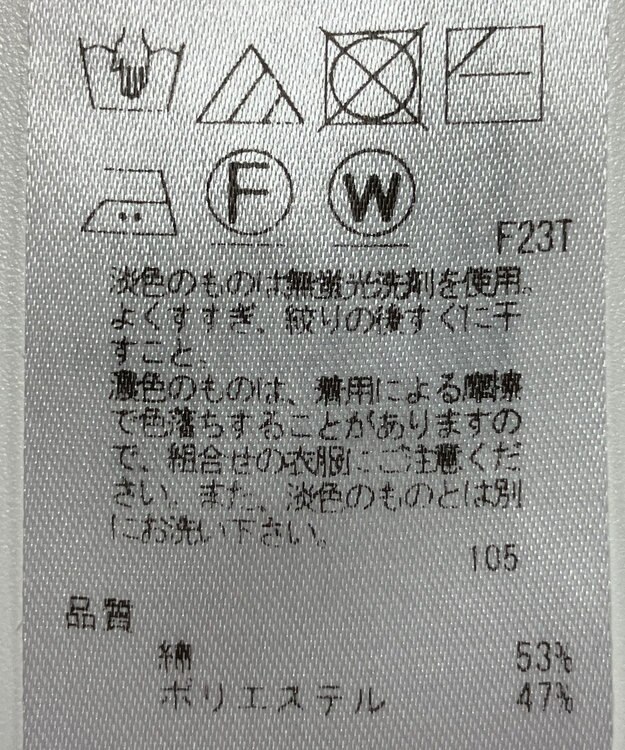 F
W
F23T
淡色のものは無蛍光洗剤を使用。
よくすすぎ、絞りの後すぐに干
すこと。
濃色のものは、着用による摩擦
で色落ちすることがありますの
で、組合せの衣服にご注意くだ
さい。また、淡色のものとは別
にお洗い下さい。
105
品質
綿 53%
ポリエステル 47%